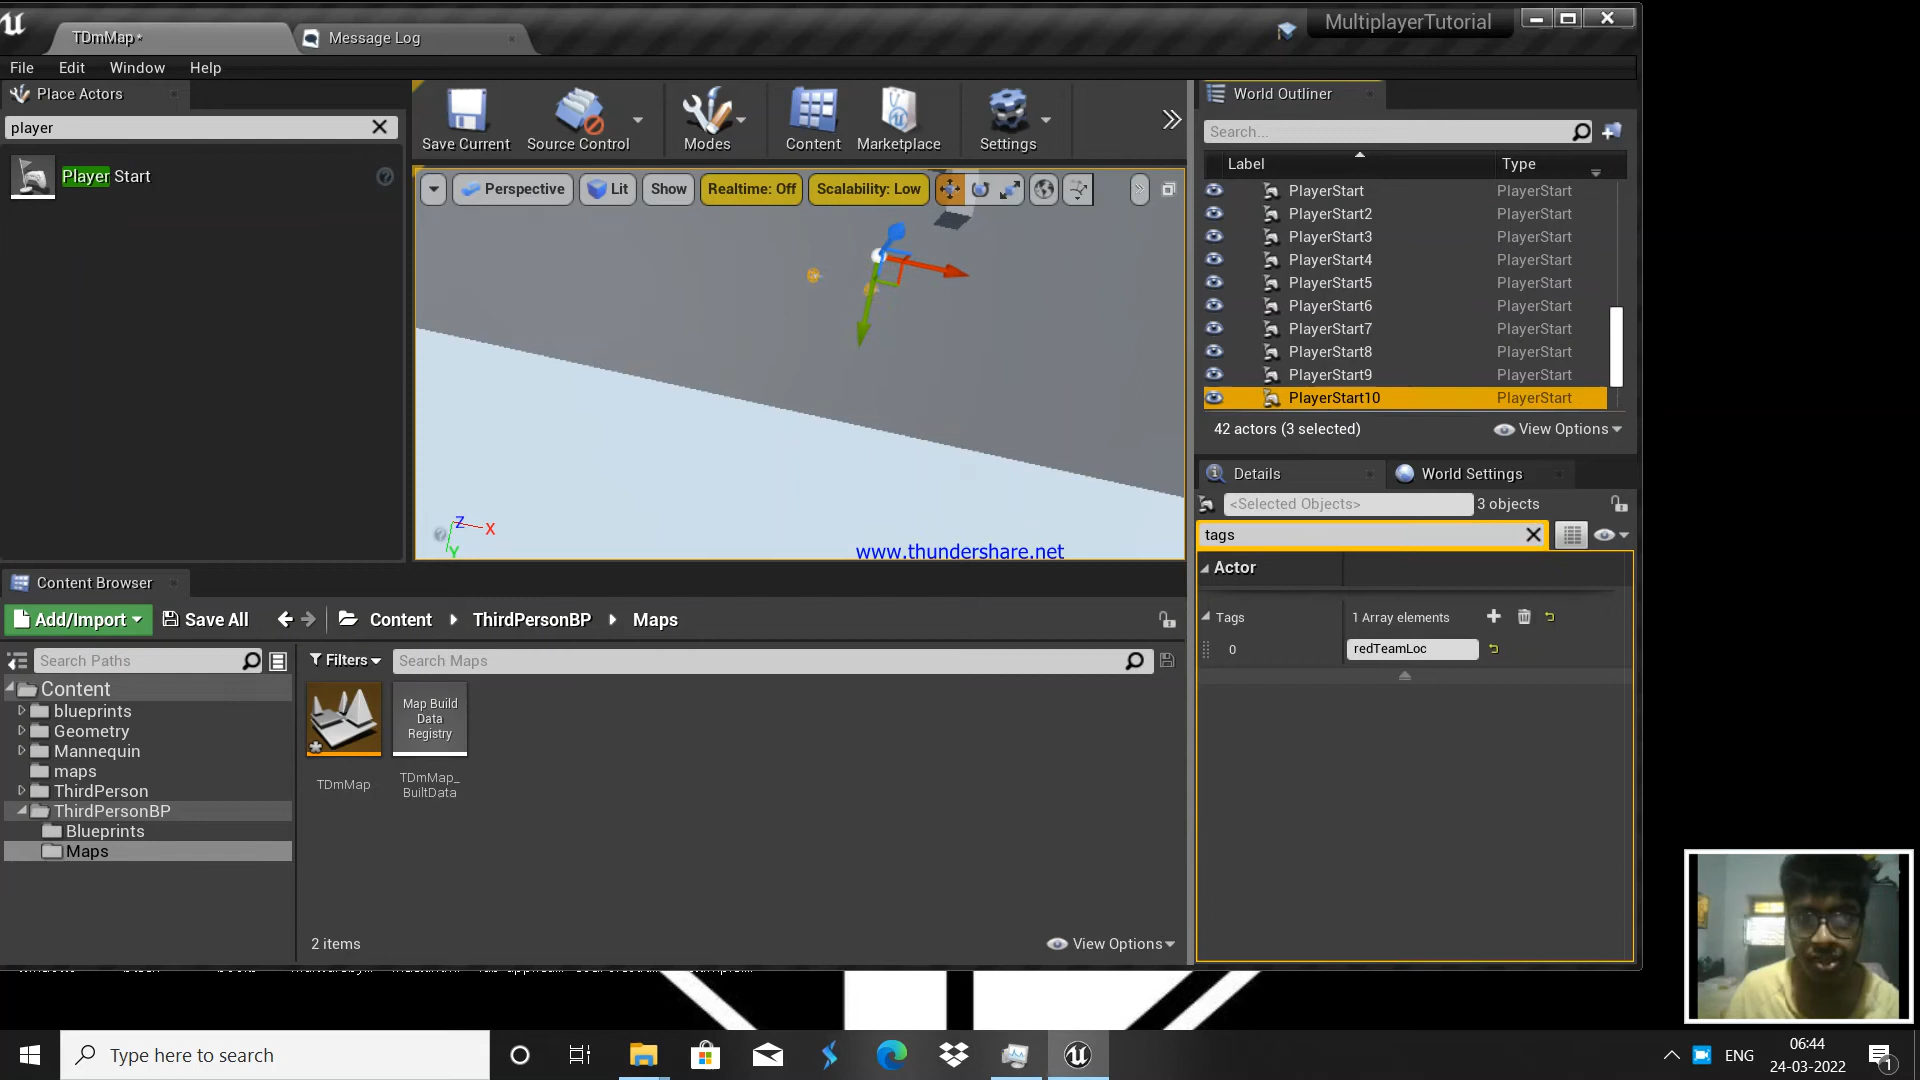 TDmMap*
Message Log
MultiplayerTutorial
File Edit Window Help
Place Actors
player
Player Start
Save Current
Source Control
Modes
Content
Marketplace
Settings
Perspective
Lit
Show
Realtime: Off
Scalability: Low
Z
X
Y
www.thundershare.net
World Outliner
Search...
Label Type
PlayerStart PlayerStart
PlayerStart2 PlayerStart
PlayerStart3 PlayerStart
PlayerStart4 PlayerStart
PlayerStart5 PlayerStart
PlayerStart6 PlayerStart
PlayerStart7 PlayerStart
PlayerStart8 PlayerStart
PlayerStart9 PlayerStart
PlayerStart10 PlayerStart
42 actors (3 selected)
View Options
Details
World Settings
<Selected Objects>
3 objects
tags
Actor
Tags
1 Array elements
0
redTeamLoc
Content Browser
Add/Import
Save All
Content
ThirdPersonBP
Maps
Search Paths
Filters
Search Maps
Content
blueprints
Geometry
Mannequin
maps
ThirdPerson
ThirdPersonBP
Blueprints
Maps
TDmMap
Map Build
Data
Registry
TDmMap_
BuiltData
2 items
View Options
Type here to search
ENG
06:44
24-03-2022
1